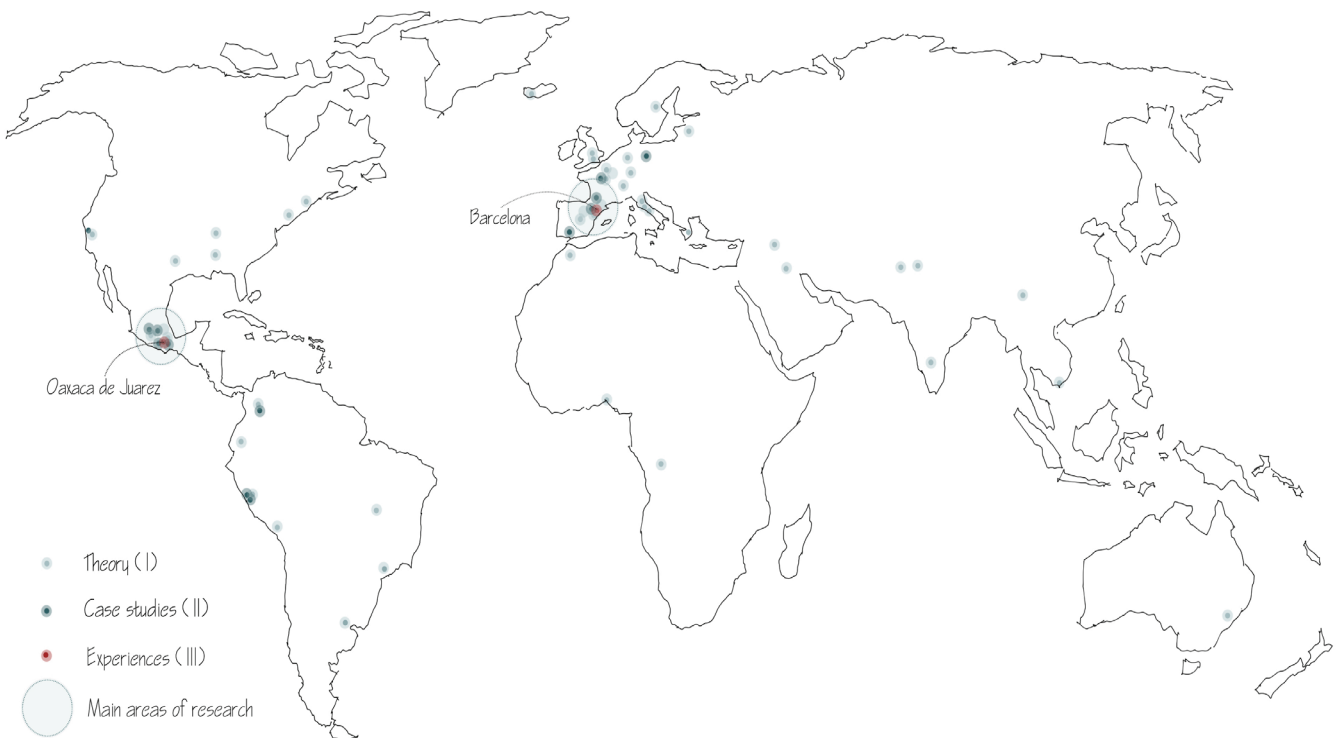 Barcelona
Oaxaca de Juarez
Theory ( I )
Case studies ( II )
Experiences ( III )
Main areas of research